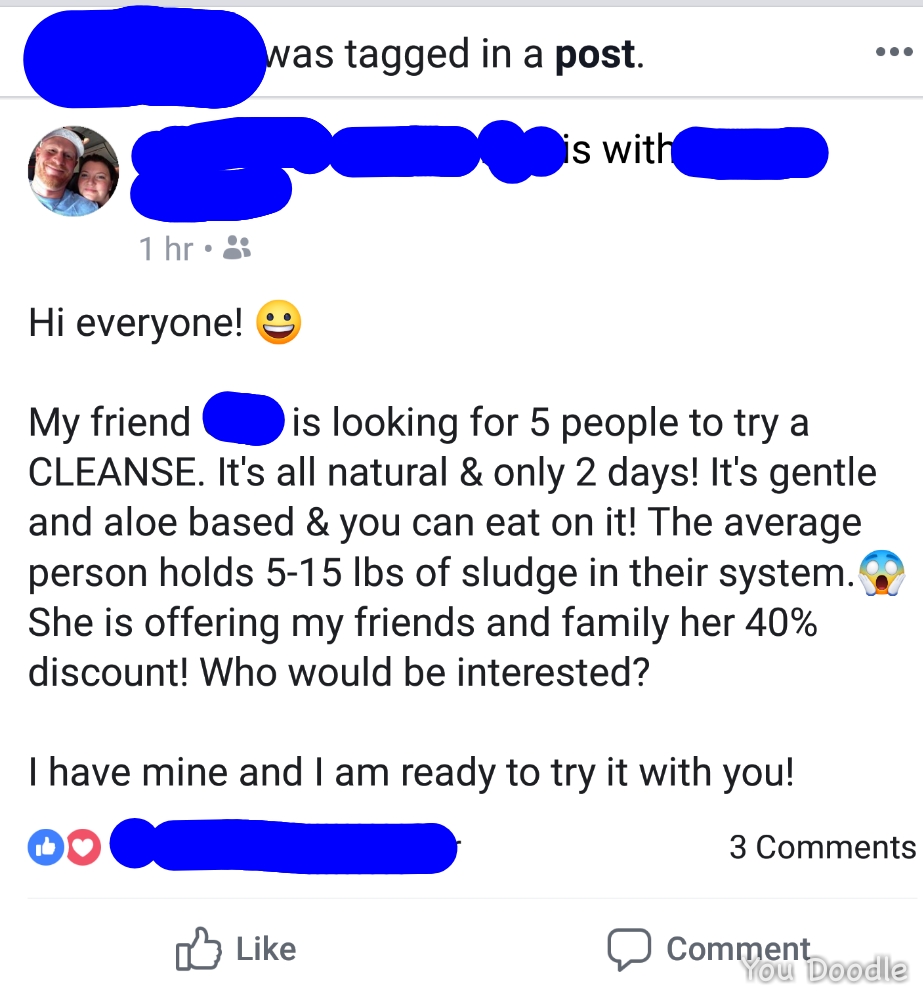 was tagged in a post.
is with
1 hr •
Hi everyone! 😀
My friend is looking for 5 people to try a
CLEANSE. It's all natural & only 2 days! It's gentle
and aloe based & you can eat on it! The average
person holds 5-15 lbs of sludge in their system.😱
She is offering my friends and family her 40%
discount! Who would be interested?
I have mine and I am ready to try it with you!
3 Comments
Like
Comment
You Doodle